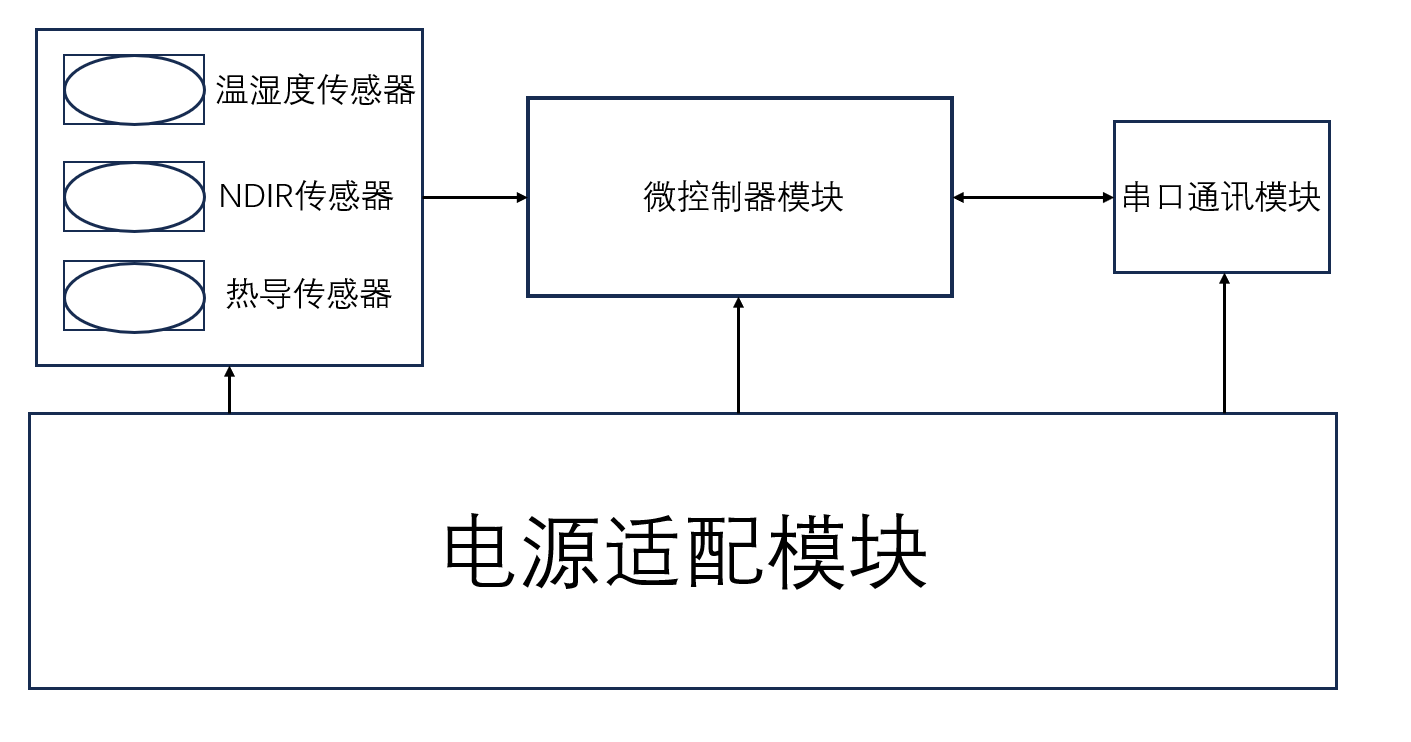 温湿度传感器
NDIR传感器
热导传感器
微控制器模块
串口通讯模块
电源适配模块